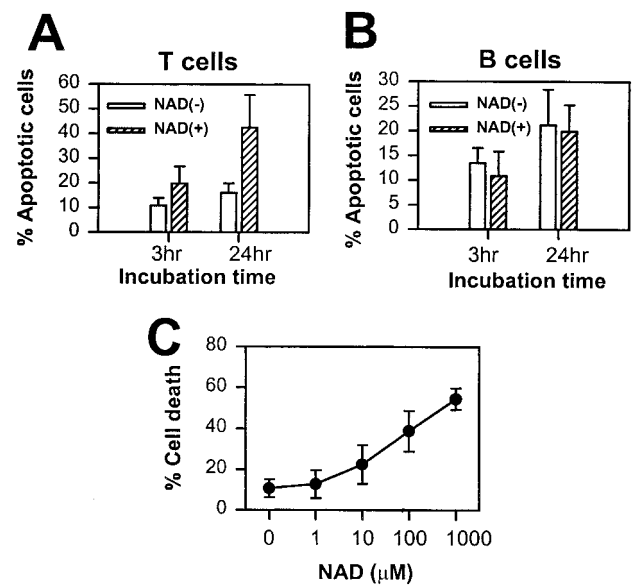 A
T cells
% Apoptotic cells
60
50
40
30
20
10
0
NAD(-)
NAD(+)
3hr 24hr
Incubation time
B
B cells
% Apoptotic cells
30
25
20
15
10
5
0
NAD(-)
NAD(+)
3hr 24hr
Incubation time
C
% Cell death
80
60
40
20
0
0 1 10 100 1000
NAD (μM)